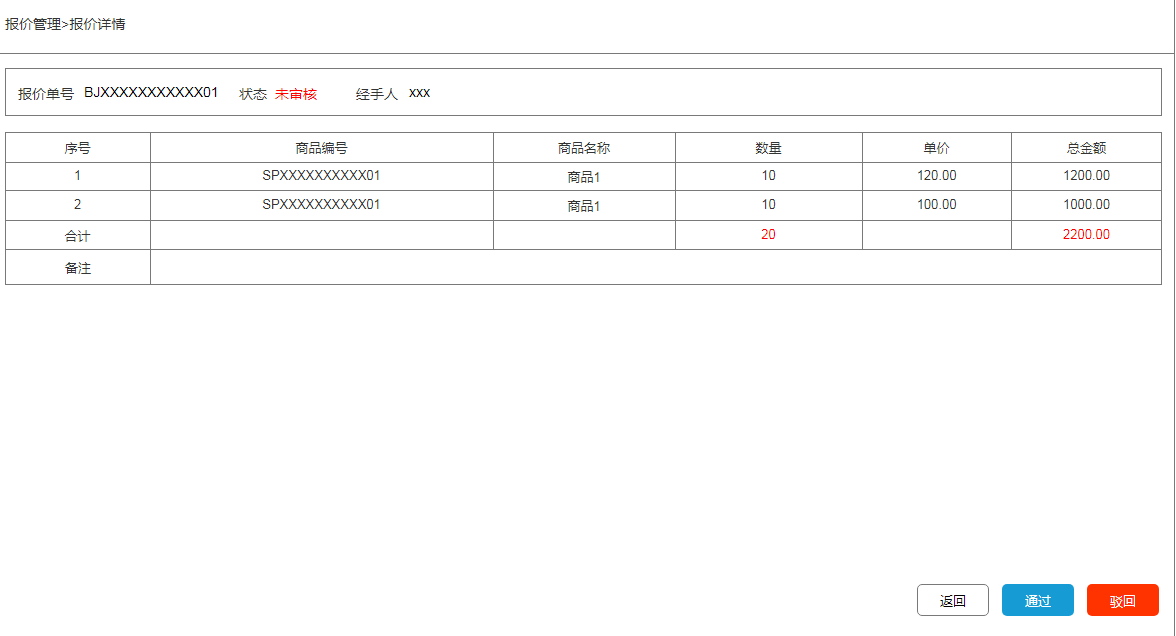 报价管理>报价详情
报价单号 BJXXXXXXXXXXX01 状态 未审核 经手人 xxx
序号 商品编号 商品名称 数量 单价 总金额
1 SPXXXXXXXXXX01 商品1 10 120.00 1200.00
2 SPXXXXXXXXXX01 商品1 10 100.00 1000.00
合计 20 2200.00
备注
返回 通过 驳回